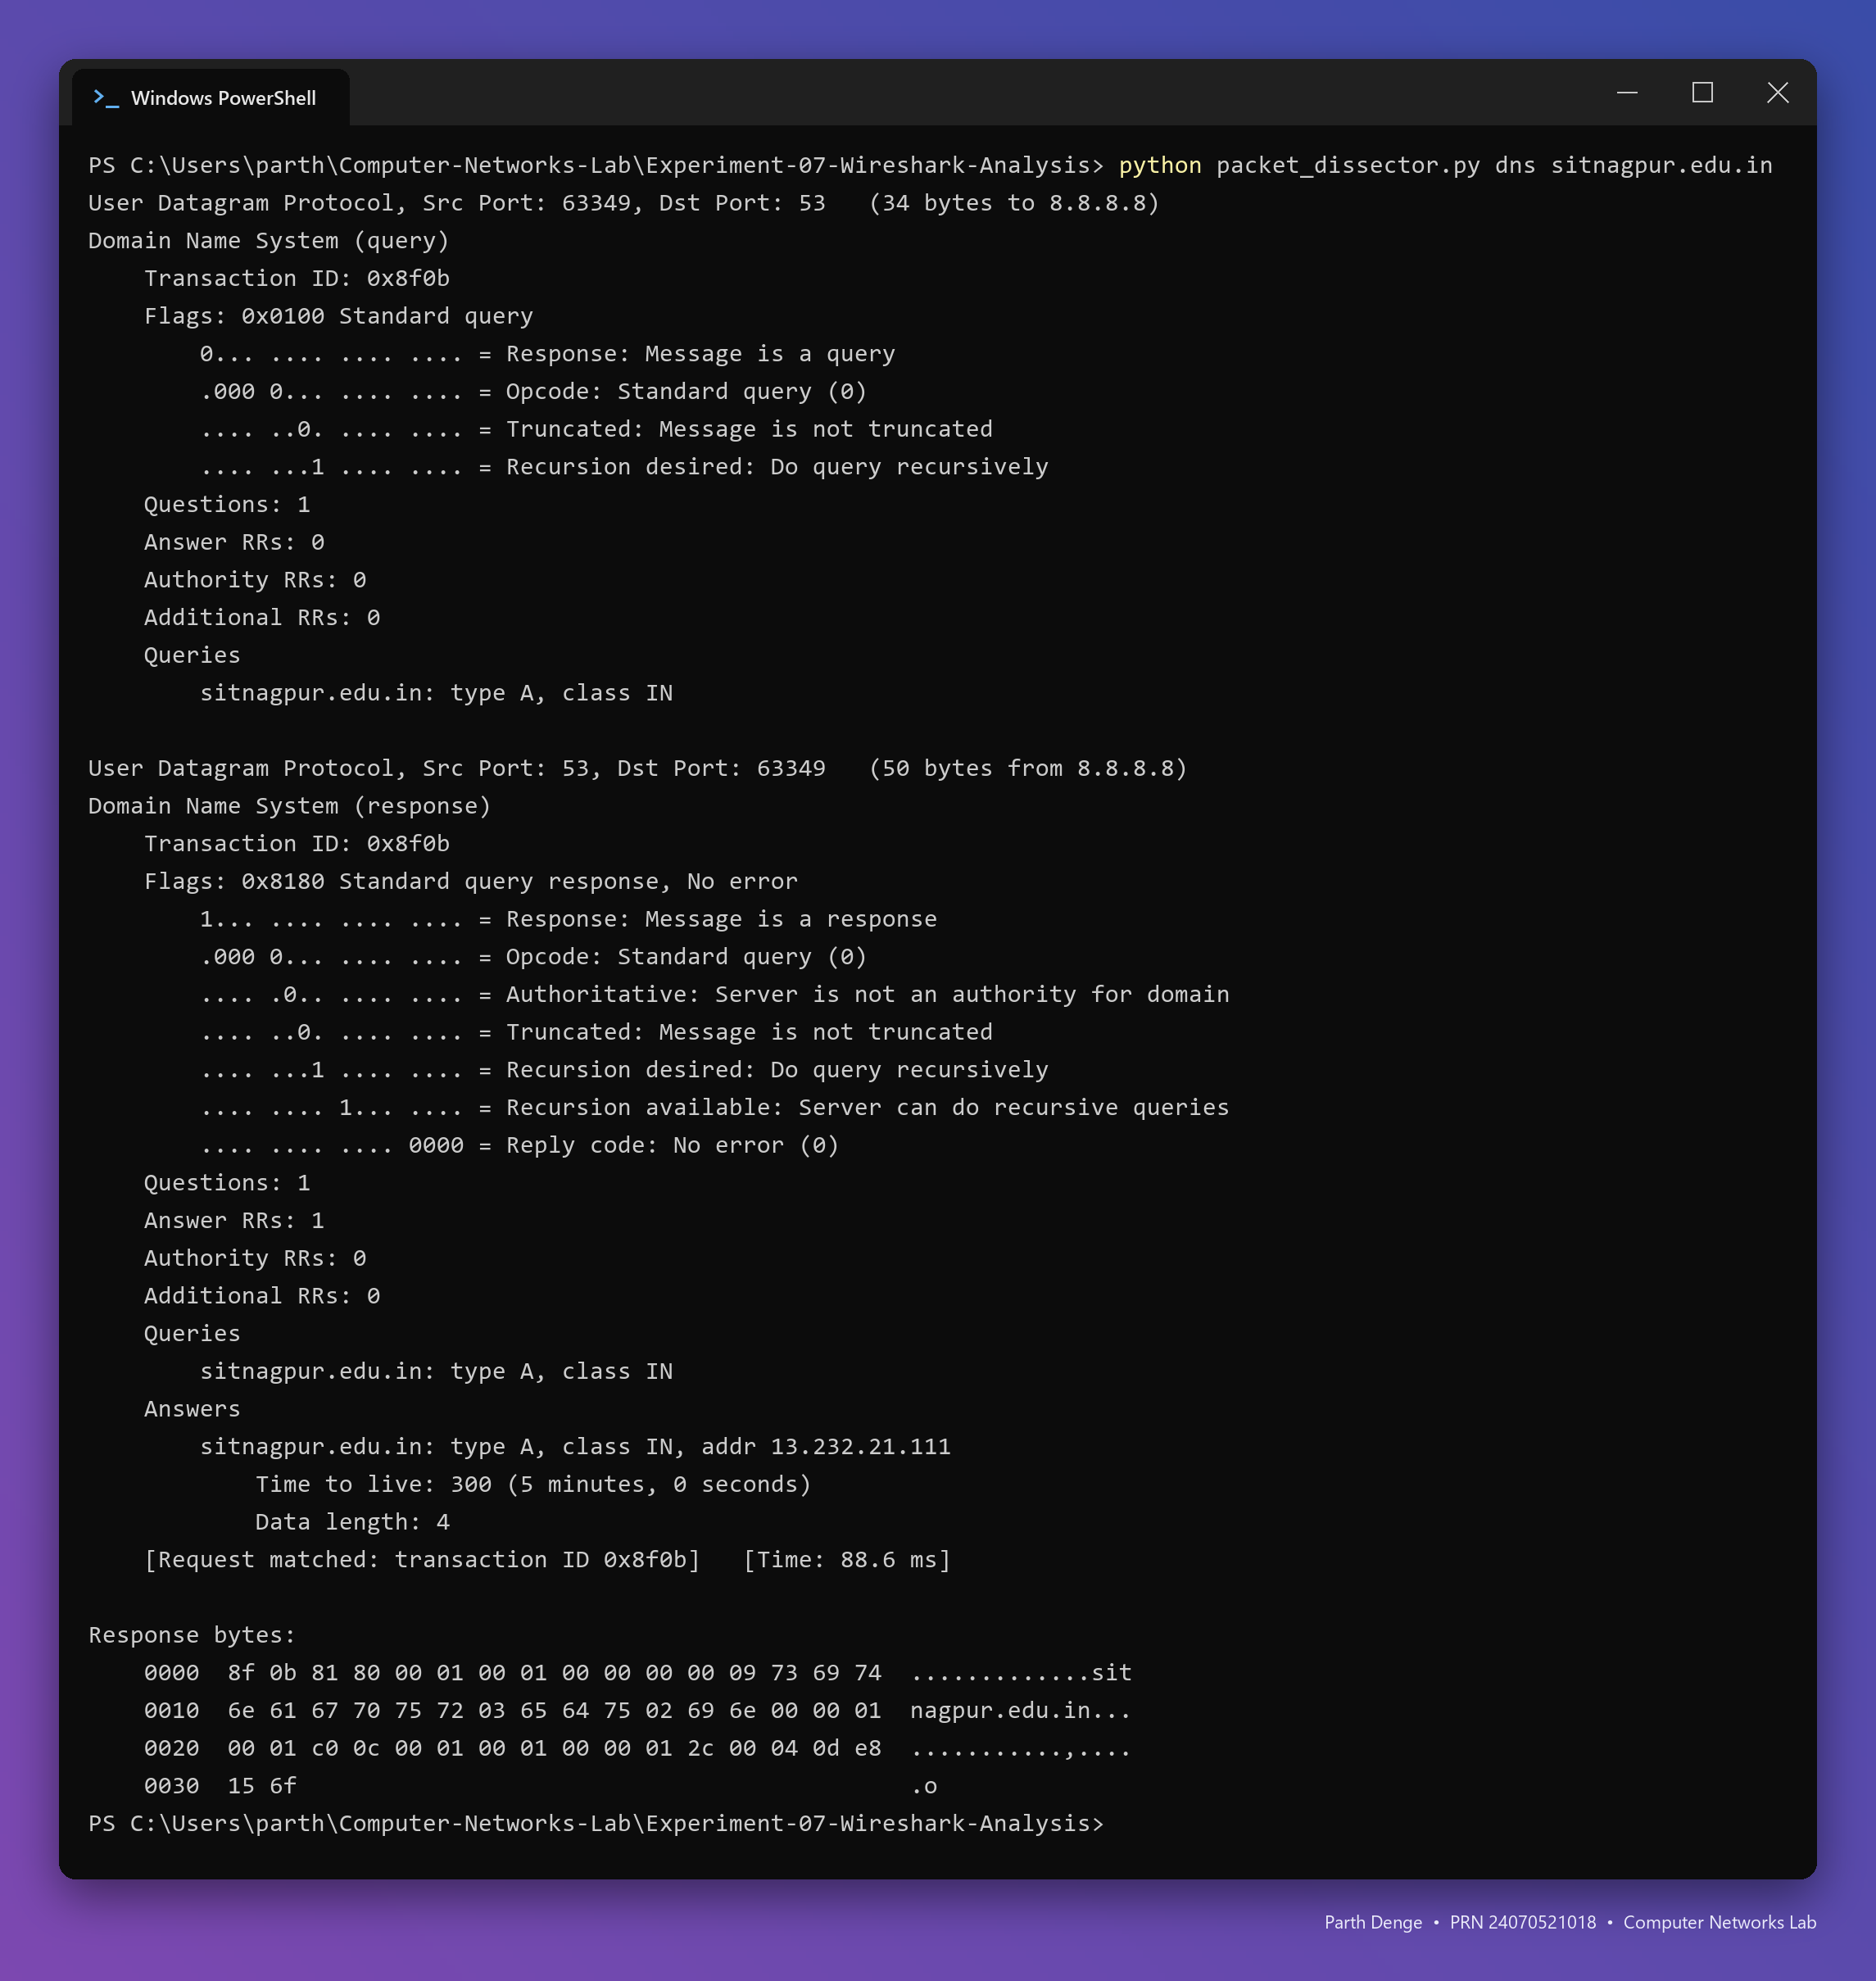 Windows PowerShell
PS C:\Users\parth\Computer-Networks-Lab\Experiment-07-Wireshark-Analysis> python packet_dissector.py dns sitnagpur.edu.in
User Datagram Protocol, Src Port: 63349, Dst Port: 53   (34 bytes to 8.8.8.8)
Domain Name System (query)
    Transaction ID: 0x8f0b
    Flags: 0x0100 Standard query
        0... .... .... .... = Response: Message is a query
        .000 0... .... .... = Opcode: Standard query (0)
        .... ..0. .... .... = Truncated: Message is not truncated
        .... ...1 .... .... = Recursion desired: Do query recursively
    Questions: 1
    Answer RRs: 0
    Authority RRs: 0
    Additional RRs: 0
    Queries
        sitnagpur.edu.in: type A, class IN

User Datagram Protocol, Src Port: 53, Dst Port: 63349   (50 bytes from 8.8.8.8)
Domain Name System (response)
    Transaction ID: 0x8f0b
    Flags: 0x8180 Standard query response, No error
        1... .... .... .... = Response: Message is a response
        .000 0... .... .... = Opcode: Standard query (0)
        .... .0.. .... .... = Authoritative: Server is not an authority for domain
        .... ..0. .... .... = Truncated: Message is not truncated
        .... ...1 .... .... = Recursion desired: Do query recursively
        .... .... 1... .... = Recursion available: Server can do recursive queries
        .... .... .... 0000 = Reply code: No error (0)
    Questions: 1
    Answer RRs: 1
    Authority RRs: 0
    Additional RRs: 0
    Queries
        sitnagpur.edu.in: type A, class IN
    Answers
        sitnagpur.edu.in: type A, class IN, addr 13.232.21.111
            Time to live: 300 (5 minutes, 0 seconds)
            Data length: 4
    [Request matched: transaction ID 0x8f0b]   [Time: 88.6 ms]

Response bytes:
    0000  8f 0b 81 80 00 01 00 01 00 00 00 00 09 73 69 74  .............sit
    0010  6e 61 67 70 75 72 03 65 64 75 02 69 6e 00 00 01  nagpur.edu.in...
    0020  00 01 c0 0c 00 01 00 01 00 00 01 2c 00 04 0d e8  ...........,....
    0030  15 6f                                            .o
PS C:\Users\parth\Computer-Networks-Lab\Experiment-07-Wireshark-Analysis>
Parth Denge • PRN 24070521018 • Computer Networks Lab